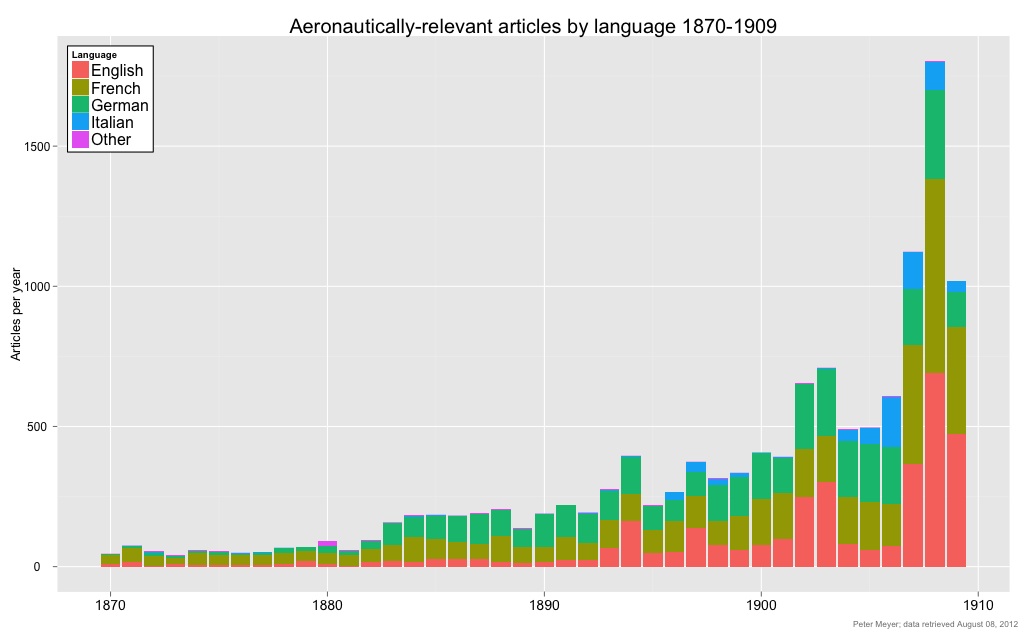 Aeronautically-relevant articles by language 1870-1909
Language
English
French
German
Italian
Other
Articles per year
1500
1000
500
0
1870 1880 1890 1900 1910
Peter Meyer; data retrieved August 08, 2012